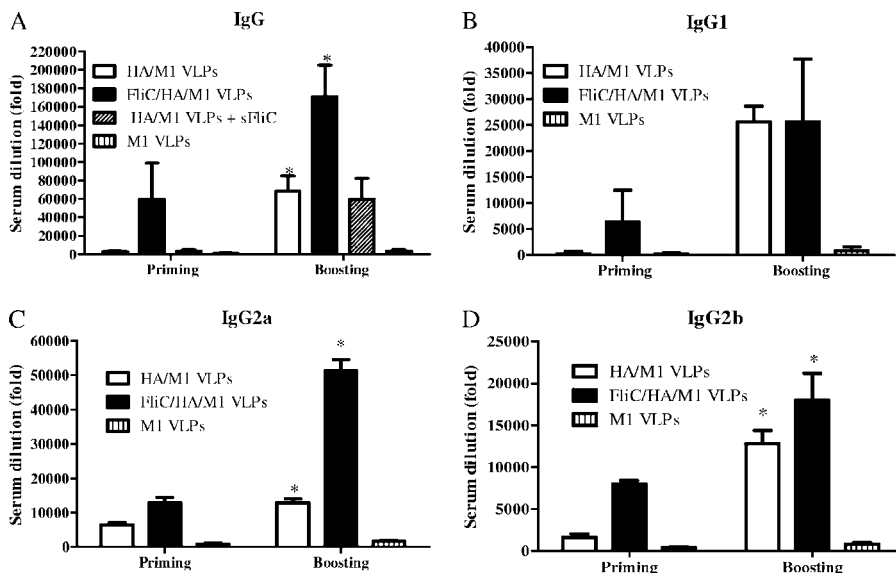 A
IgG
Serum dilution (fold)
220000
200000
180000
160000
140000
120000
100000
80000
60000
40000
20000
0
HA/M1 VLPs
FliC/HA/M1 VLPs
HA/M1 VLPs + sFliC
M1 VLPs
*
*
Priming
Boosting
B
IgG1
Serum dilution (fold)
40000
35000
30000
25000
20000
15000
10000
5000
0
HA/M1 VLPs
FliC/HA/M1 VLPs
M1 VLPs
Priming
Boosting
C
IgG2a
Serum dilution (fold)
60000
50000
40000
30000
20000
10000
0
HA/M1 VLPs
FliC/HA/M1 VLPs
M1 VLPs
*
*
Priming
Boosting
D
IgG2b
Serum dilution (fold)
25000
20000
15000
10000
5000
0
HA/M1 VLPs
FliC/HA/M1 VLPs
M1 VLPs
*
*
Priming
Boosting